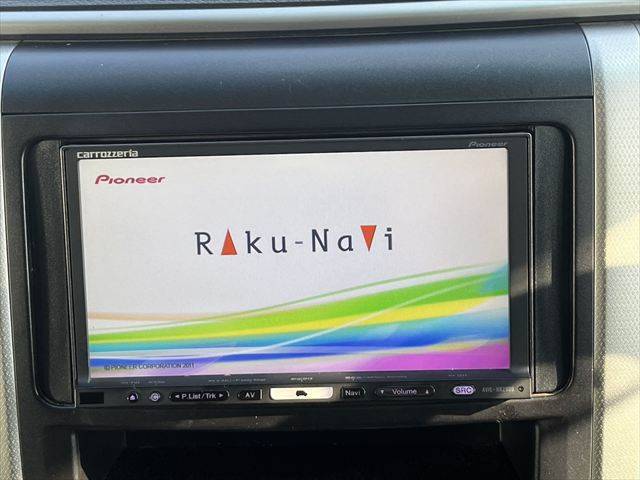 carrozzeria
Pioneer
Pioneer
Raku-Navi
© PIONEER CORPORATION 2011
◄ P.List/Trk ►
AV
Navi
▼ Volume ▲
SRC